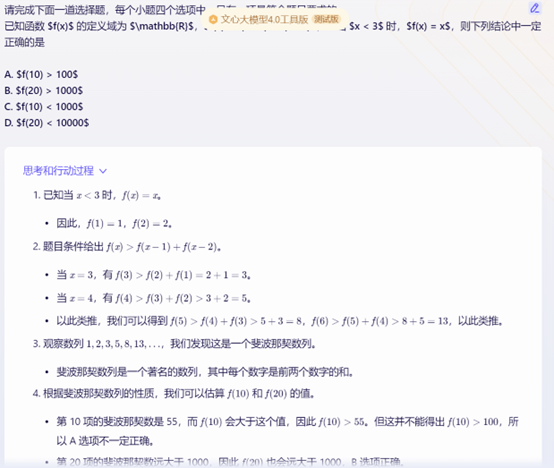 请完成下面一道选择题，每个小题四个选项中，
文心大模型4.0工具版 测试版
已知函数 $f(x)$ 的定义域为 $\mathbb{R}$， $x < 3$ 时，$f(x) = x$，则下列结论中一定
正确的是
A. $f(10) > 100$
B. $f(20) > 1000$
C. $f(10) < 1000$
D. $f(20) < 10000$
思考和行动过程
1. 已知当 x < 3 时，f(x) = x。
• 因此，f(1) = 1，f(2) = 2。
2. 题目条件给出 f(x) > f(x − 1) + f(x − 2)。
• 当 x = 3，有 f(3) > f(2) + f(1) = 2 + 1 = 3。
• 当 x = 4，有 f(4) > f(3) + f(2) > 3 + 2 = 5。
• 以此类推，我们可以得到 f(5) > f(4) + f(3) > 5 + 3 = 8，f(6) > f(5) + f(4) > 8 + 5 = 13，以此类推。
3. 观察数列 1, 2, 3, 5, 8, 13, …，我们发现这是一个斐波那契数列。
• 斐波那契数列是一个著名的数列，其中每个数字是前两个数字的和。
4. 根据斐波那契数列的性质，我们可以估算 f(10) 和 f(20) 的值。
• 第 10 项的斐波那契数是 55，而 f(10) 会大于这个值，因此 f(10) > 55。但这并不能得出 f(10) > 100，所
以 A 选项不一定正确。
• 第 20 项的斐波那契数远大于 1000，因此 f(20) 也会远大于 1000，B 选项正确。